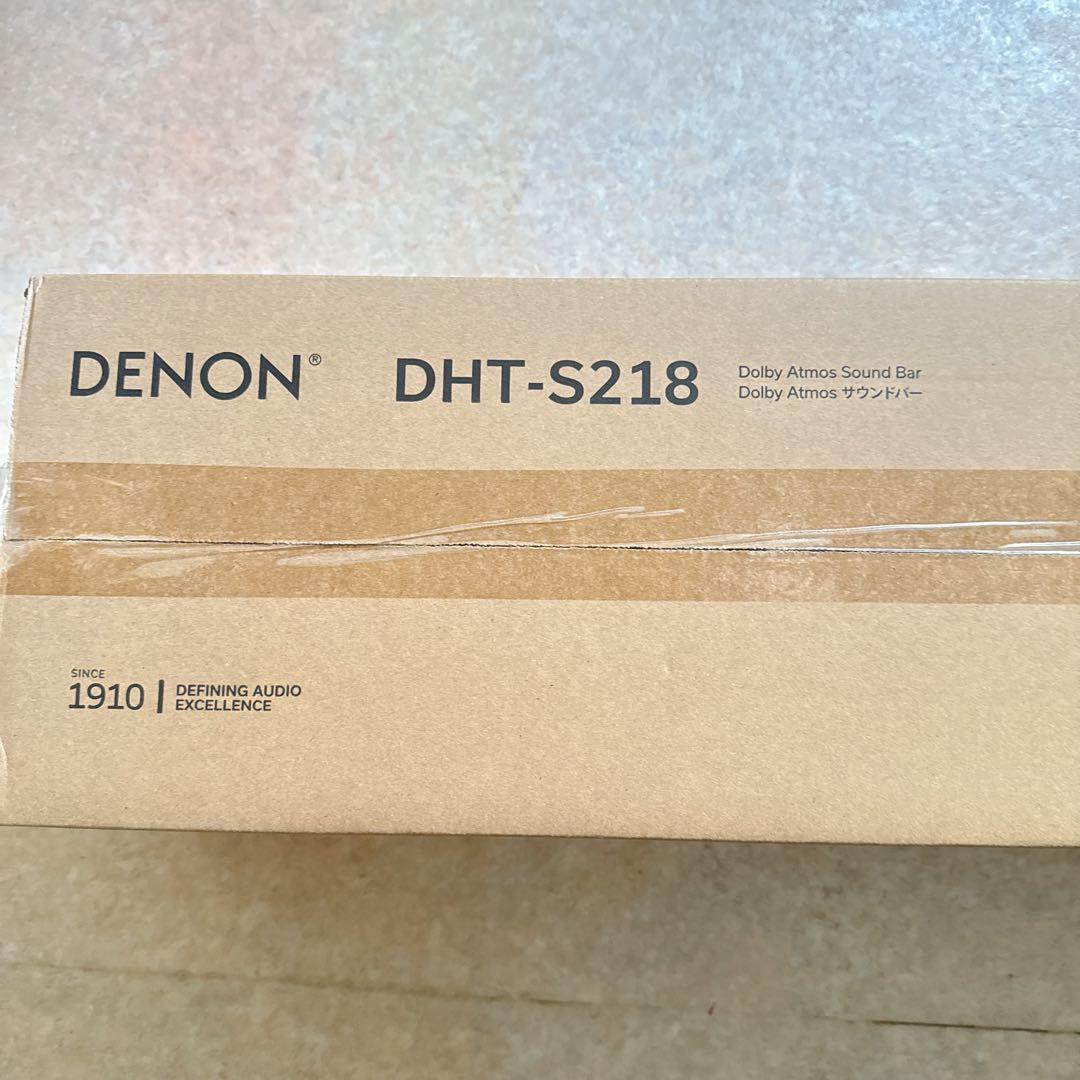 DENON® DHT-S218
Dolby Atmos Sound Bar
Dolby Atmos サウンドバー
SINCE
1910
DEFINING AUDIO
EXCELLENCE